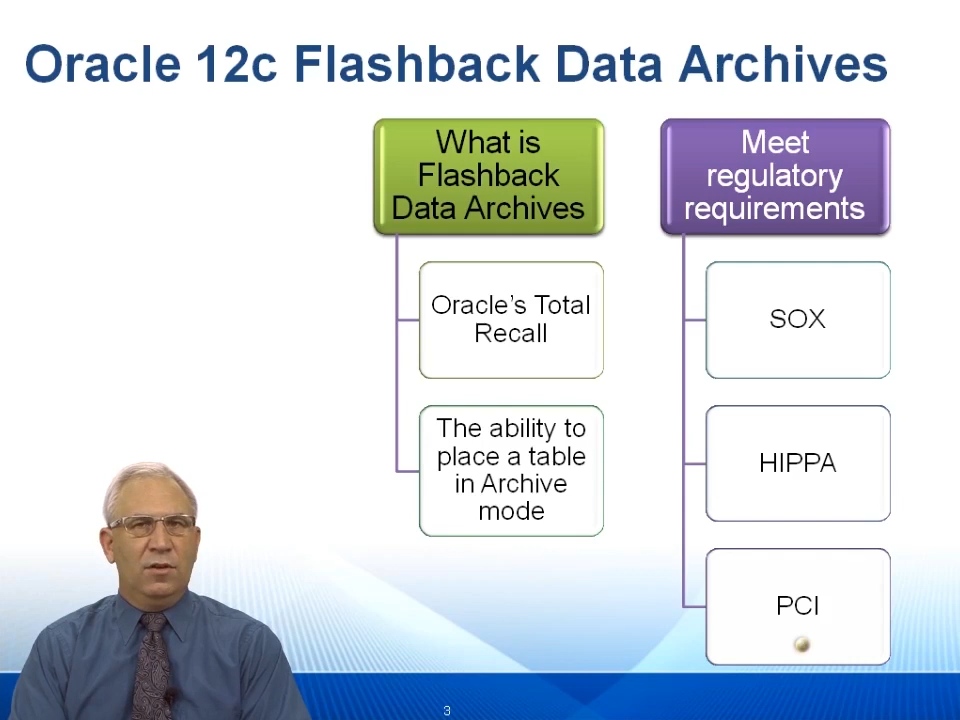 Oracle 12c Flashback Data Archives
What is
Flashback
Data Archives
Oracle's Total
Recall
The ability to
place a table
in Archive
mode
Meet
regulatory
requirements
SOX
HIPPA
PCI
3